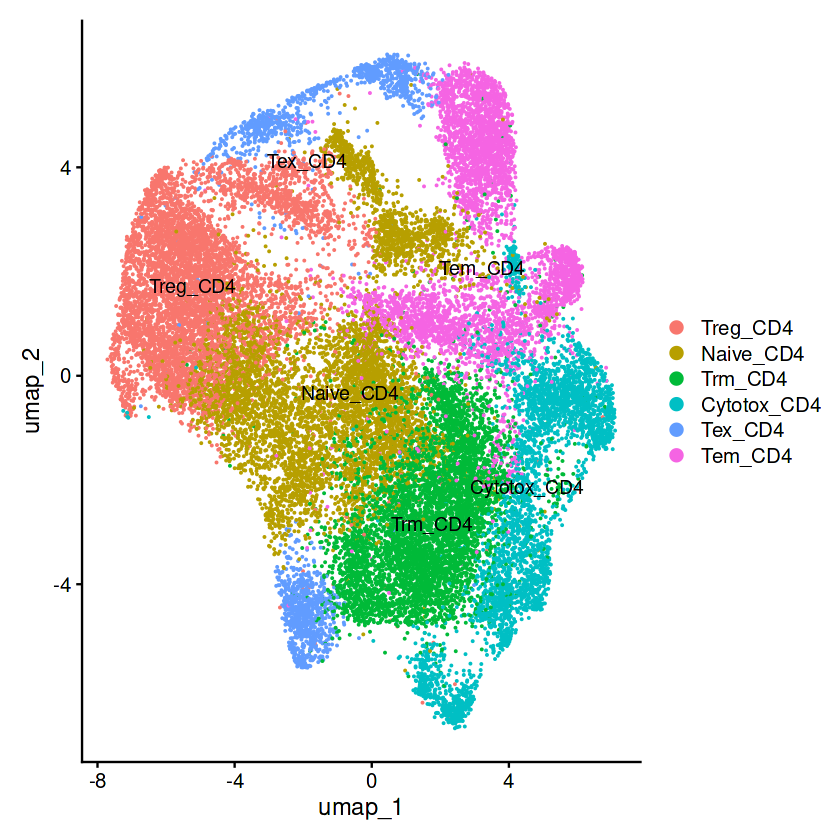 4
0
-4
umap_2
-8
-4
0
4
umap_1
Tex_CD4
Tem_CD4
Treg_CD4
Naive_CD4
Cytotox_CD4
Trm_CD4
Treg_CD4
Naive_CD4
Trm_CD4
Cytotox_CD4
Tex_CD4
Tem_CD4